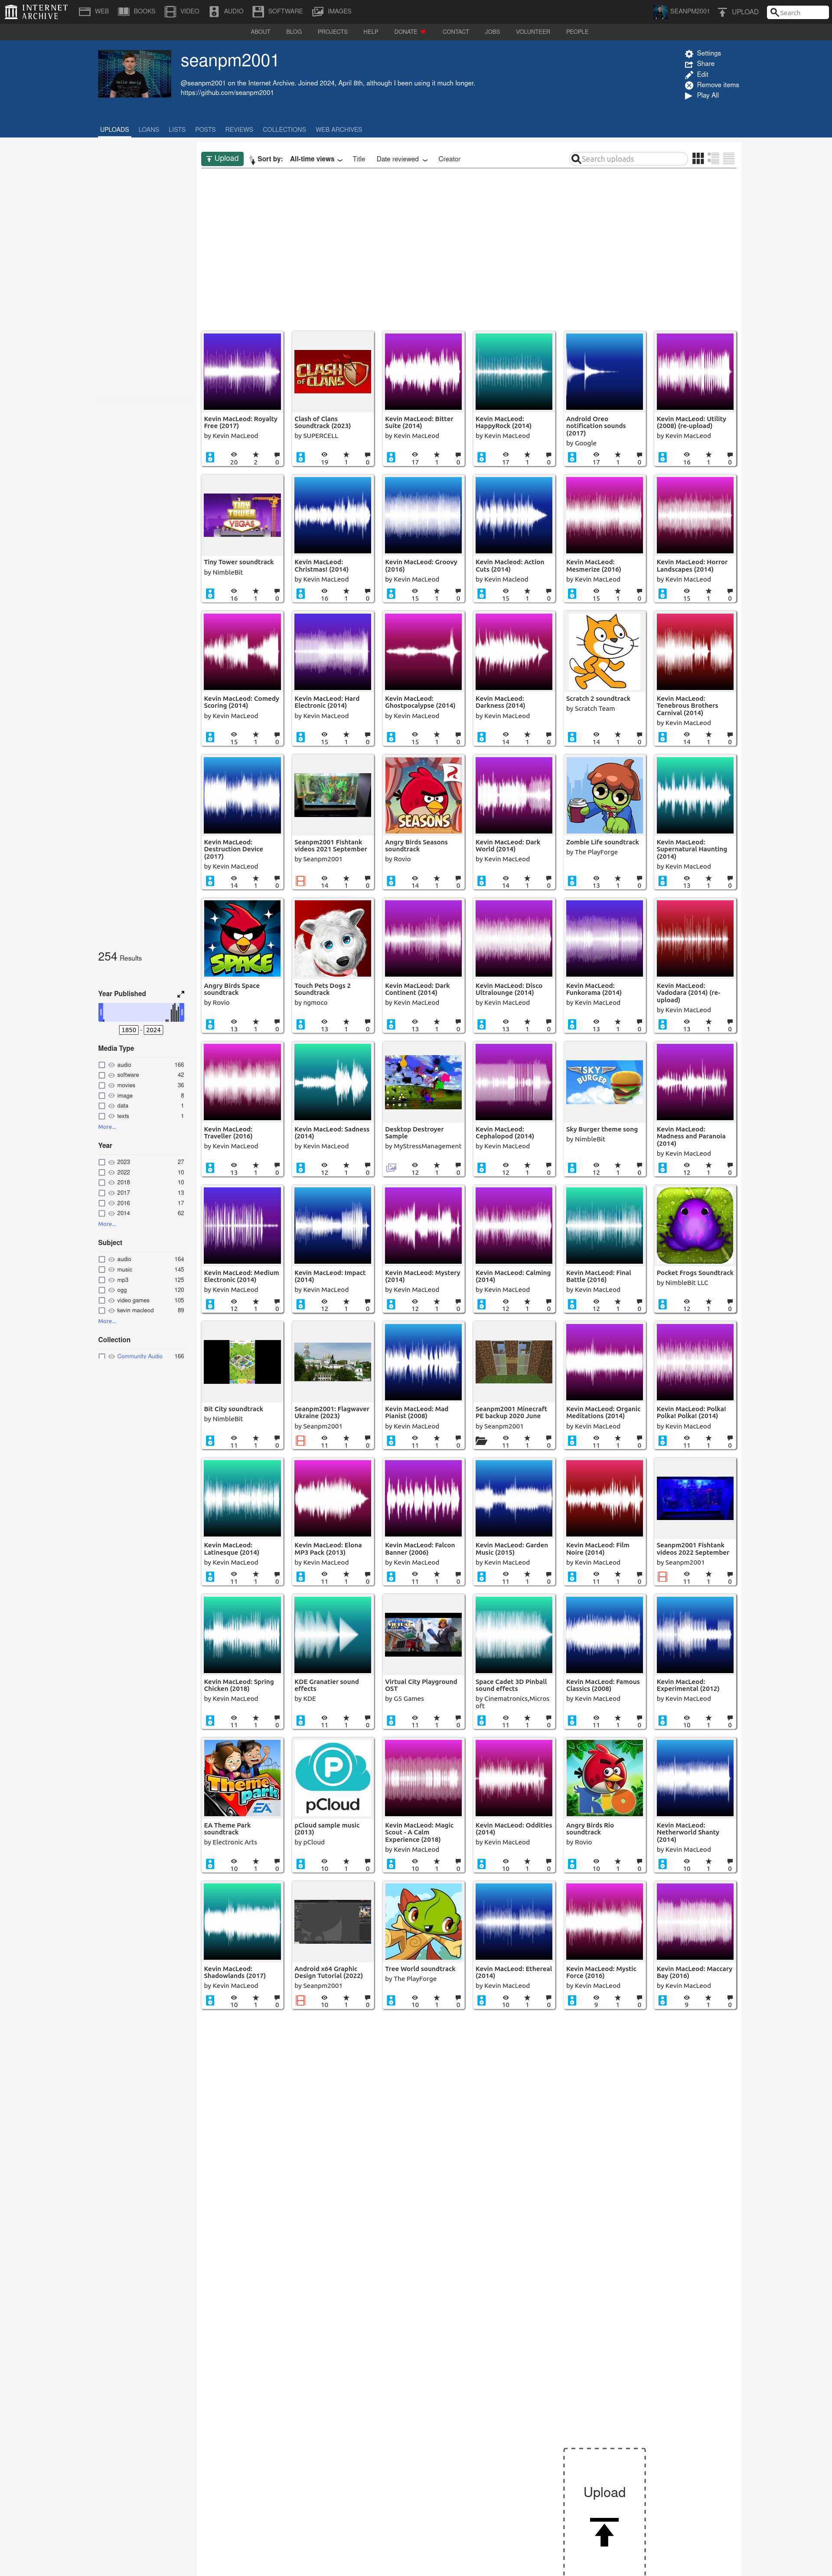 INTERNET ARCHIVE
WEB BOOKS VIDEO AUDIO SOFTWARE IMAGES SEANPM2001 UPLOAD Search
ABOUT BLOG PROJECTS HELP DONATE CONTACT JOBS VOLUNTEER PEOPLE
seanpm2001
@seanpm2001 on the Internet Archive. Joined 2024, April 8th, although I been using it much longer.
https://github.com/seanpm2001
Settings
Share
Edit
Remove items
Play All
UPLOADS LOANS LISTS POSTS REVIEWS COLLECTIONS WEB ARCHIVES
Upload Sort by: All-time views Title Date reviewed Creator Search uploads
254 Results
Year Published
1850 - 2024
Media Type
audio 166
software 42
movies 36
image 8
data 1
texts 1
More...
Year
2023 27
2022 10
2018 10
2017 13
2016 17
2014 62
More...
Subject
audio 164
music 145
mp3 125
ogg 120
video games 105
kevin macleod 89
More...
Collection
Community Audio 166
Kevin MacLeod: Royalty Free (2017)
by Kevin MacLeod
20 2 0
CLASH OF CLANS
Clash of Clans Soundtrack (2023)
by SUPERCELL
19 1 0
Kevin MacLeod: Bitter Suite (2014)
by Kevin MacLeod
17 1 0
Kevin MacLeod: HappyRock (2014)
by Kevin MacLeod
17 1 0
Android Oreo notification sounds (2017)
by Google
17 1 0
Kevin MacLeod: Utility (2008) (re-upload)
by Kevin MacLeod
16 1 0
TINY TOWER VEGAS
Tiny Tower soundtrack
by NimbleBit
16 1 0
Kevin MacLeod: Christmas! (2014)
by Kevin MacLeod
16 1 0
Kevin MacLeod: Groovy (2016)
by Kevin MacLeod
15 1 0
Kevin Macleod: Action Cuts (2014)
by Kevin Macleod
15 1 0
Kevin MacLeod: Mesmerize (2016)
by Kevin MacLeod
15 1 0
Kevin MacLeod: Horror Landscapes (2014)
by Kevin MacLeod
15 1 0
Kevin MacLeod: Comedy Scoring (2014)
by Kevin MacLeod
15 1 0
Kevin MacLeod: Hard Electronic (2014)
by Kevin MacLeod
15 1 0
Kevin MacLeod: Ghostpocalypse (2014)
by Kevin MacLeod
15 1 0
Kevin MacLeod: Darkness (2014)
by Kevin MacLeod
14 1 0
Scratch 2 soundtrack
by Scratch Team
14 1 0
Kevin MacLeod: Tenebrous Brothers Carnival (2014)
by Kevin MacLeod
14 1 0
Kevin MacLeod: Destruction Device (2017)
by Kevin MacLeod
14 1 0
Seanpm2001 Fishtank videos 2021 September
by Seanpm2001
14 1 0
SEASONS
Angry Birds Seasons soundtrack
by Rovio
14 1 0
Kevin MacLeod: Dark World (2014)
by Kevin MacLeod
14 1 0
Zombie Life soundtrack
by The PlayForge
13 1 0
Kevin MacLeod: Supernatural Haunting (2014)
by Kevin MacLeod
13 1 0
SPACE
Angry Birds Space soundtrack
by Rovio
13 1 0
Touch Pets Dogs 2 Soundtrack
by ngmoco
13 1 0
Kevin MacLeod: Dark Continent (2014)
by Kevin MacLeod
13 1 0
Kevin MacLeod: Disco Ultralounge (2014)
by Kevin MacLeod
13 1 0
Kevin MacLeod: Funkorama (2014)
by Kevin MacLeod
13 1 0
Kevin MacLeod: Vadodara (2014) (re-upload)
by Kevin MacLeod
13 1 0
Kevin MacLeod: Traveller (2016)
by Kevin MacLeod
13 1 0
Kevin MacLeod: Sadness (2014)
by Kevin MacLeod
12 1 0
Desktop Destroyer Sample
by MyStressManagement
12 1 0
Kevin MacLeod: Cephalopod (2014)
by Kevin MacLeod
12 1 0
SKY BURGER
Sky Burger theme song
by NimbleBit
12 1 0
Kevin MacLeod: Madness and Paranoia (2014)
by Kevin MacLeod
12 1 0
Kevin MacLeod: Medium Electronic (2014)
by Kevin MacLeod
12 1 0
Kevin MacLeod: Impact (2014)
by Kevin MacLeod
12 1 0
Kevin MacLeod: Mystery (2014)
by Kevin MacLeod
12 1 0
Kevin MacLeod: Calming (2014)
by Kevin MacLeod
12 1 0
Kevin MacLeod: Final Battle (2016)
by Kevin MacLeod
12 1 0
Pocket Frogs Soundtrack
by NimbleBit LLC
12 1 0
Bit City soundtrack
by NimbleBit
11 1 0
Seanpm2001: Flagwaver Ukraine (2023)
by Seanpm2001
11 1 0
Kevin MacLeod: Mad Pianist (2008)
by Kevin MacLeod
11 1 0
Seanpm2001 Minecraft PE backup 2020 June
by Seanpm2001
11 1 0
Kevin MacLeod: Organic Meditations (2014)
by Kevin MacLeod
11 1 0
Kevin MacLeod: Polka! Polka! Polka! (2014)
by Kevin MacLeod
11 1 0
Kevin MacLeod: Latinesque (2014)
by Kevin MacLeod
11 1 0
Kevin MacLeod: Elona MP3 Pack (2013)
by Kevin MacLeod
11 1 0
Kevin MacLeod: Falcon Banner (2006)
by Kevin MacLeod
11 1 0
Kevin MacLeod: Garden Music (2015)
by Kevin MacLeod
11 1 0
Kevin MacLeod: Film Noire (2014)
by Kevin MacLeod
11 1 0
Seanpm2001 Fishtank videos 2022 September
by Seanpm2001
11 1 0
Kevin MacLeod: Spring Chicken (2018)
by Kevin MacLeod
11 1 0
KDE Granatier sound effects
by KDE
11 1 0
Virtual City Playground OST
by G5 Games
11 1 0
Space Cadet 3D Pinball sound effects
by Cinematronics,Microsoft
11 1 0
Kevin MacLeod: Famous Classics (2008)
by Kevin MacLeod
11 1 0
Kevin MacLeod: Experimental (2012)
by Kevin MacLeod
10 1 0
Theme Park EA
EA Theme Park soundtrack
by Electronic Arts
10 1 0
pCloud
pCloud sample music (2013)
by pCloud
10 1 0
Kevin MacLeod: Magic Scout - A Calm Experience (2018)
by Kevin MacLeod
10 1 0
Kevin MacLeod: Oddities (2014)
by Kevin MacLeod
10 1 0
RIO
Angry Birds Rio soundtrack
by Rovio
10 1 0
Kevin MacLeod: Netherworld Shanty (2014)
by Kevin MacLeod
10 1 0
Kevin MacLeod: Shadowlands (2017)
by Kevin MacLeod
10 1 0
Android x64 Graphic Design Tutorial (2022)
by Seanpm2001
10 1 0
Tree World soundtrack
by The PlayForge
10 1 0
Kevin MacLeod: Ethereal (2014)
by Kevin MacLeod
10 1 0
Kevin MacLeod: Mystic Force (2016)
by Kevin MacLeod
9 1 0
Kevin MacLeod: Maccary Bay (2016)
by Kevin MacLeod
9 1 0
Upload